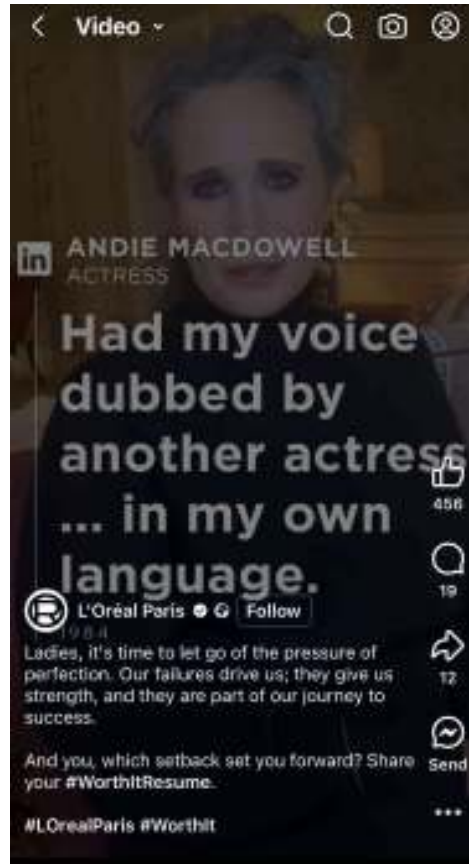 Video
in
ANDIE MACDOWELL
ACTRESS
Had my voice
dubbed by
another actress
... in my own
language.
456
19
L'Oréal Paris Follow
1984
Ladies, it's time to let go of the pressure of
perfection. Our failures drive us; they give us
strength, and they are part of our journey to
success.
12
And you, which setback set you forward? Share
your #WorthItResume.
Send
#LOrealParis #WorthIt